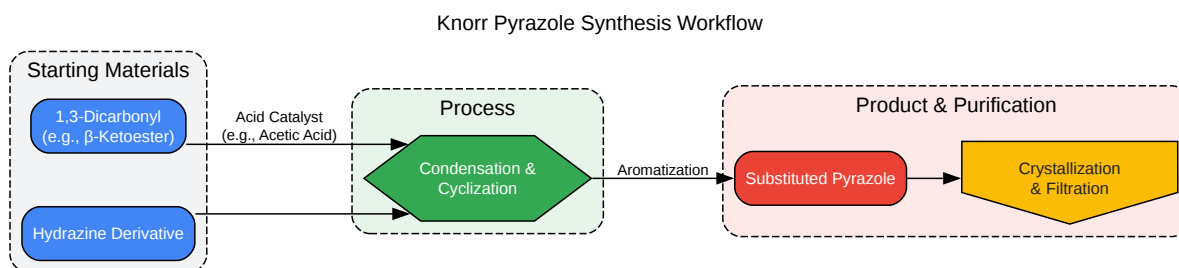 Knorr Pyrazole Synthesis Workflow
Starting Materials
1,3-Dicarbonyl
(e.g., β-Ketoester)
Hydrazine Derivative
Acid Catalyst
(e.g., Acetic Acid)
Process
Condensation &
Cyclization
Aromatization
Product & Purification
Substituted Pyrazole
Crystallization
& Filtration